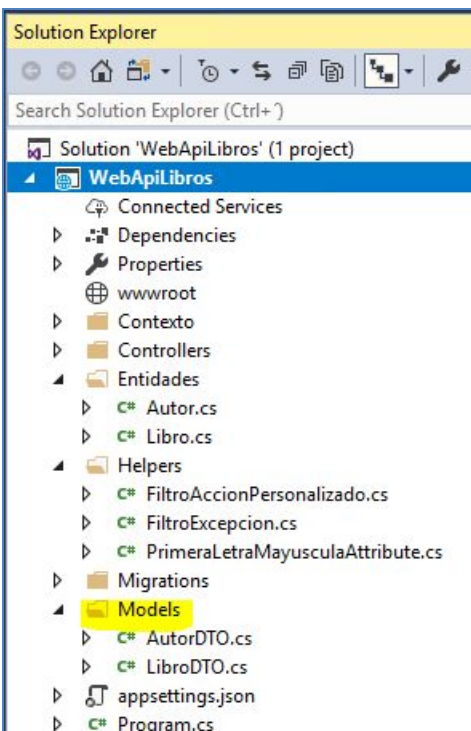 Solution Explorer
Search Solution Explorer (Ctrl+´)
Solution 'WebApiLibros' (1 project)
WebApiLibros
Connected Services
Dependencies
Properties
wwwroot
Contexto
Controllers
Entidades
C# Autor.cs
C# Libro.cs
Helpers
C# FiltroAccionPersonalizado.cs
C# FiltroExcepcion.cs
C# PrimeraLetraMayusculaAttribute.cs
Migrations
Models
C# AutorDTO.cs
C# LibroDTO.cs
appsettings.json
C# Program.cs